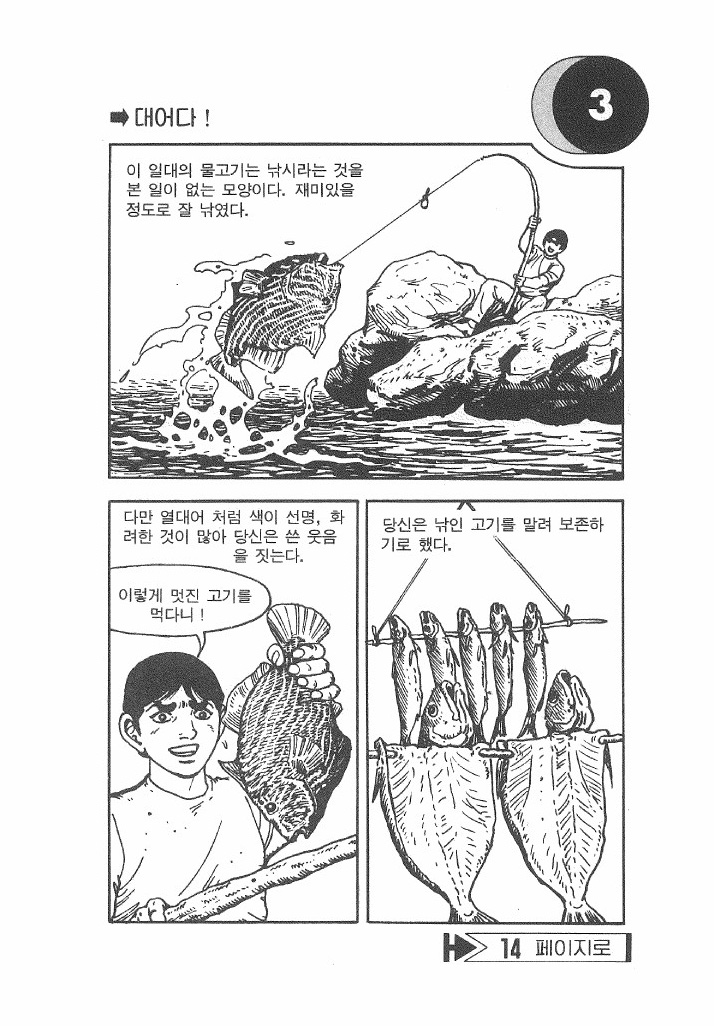 3
➡대어다!
이 일대의 물고기는 낚시라는 것을
본 일이 없는 모양이다. 재미있을
정도로 잘 낚였다.
다만 열대어 처럼 색이 선명, 화
려한 것이 많아 당신은 쓴 웃음
을 짓는다.
이렇게 멋진 고기를
먹다니!
당신은 낚인 고기를 말려 보존하
기로 했다.
14 페이지로